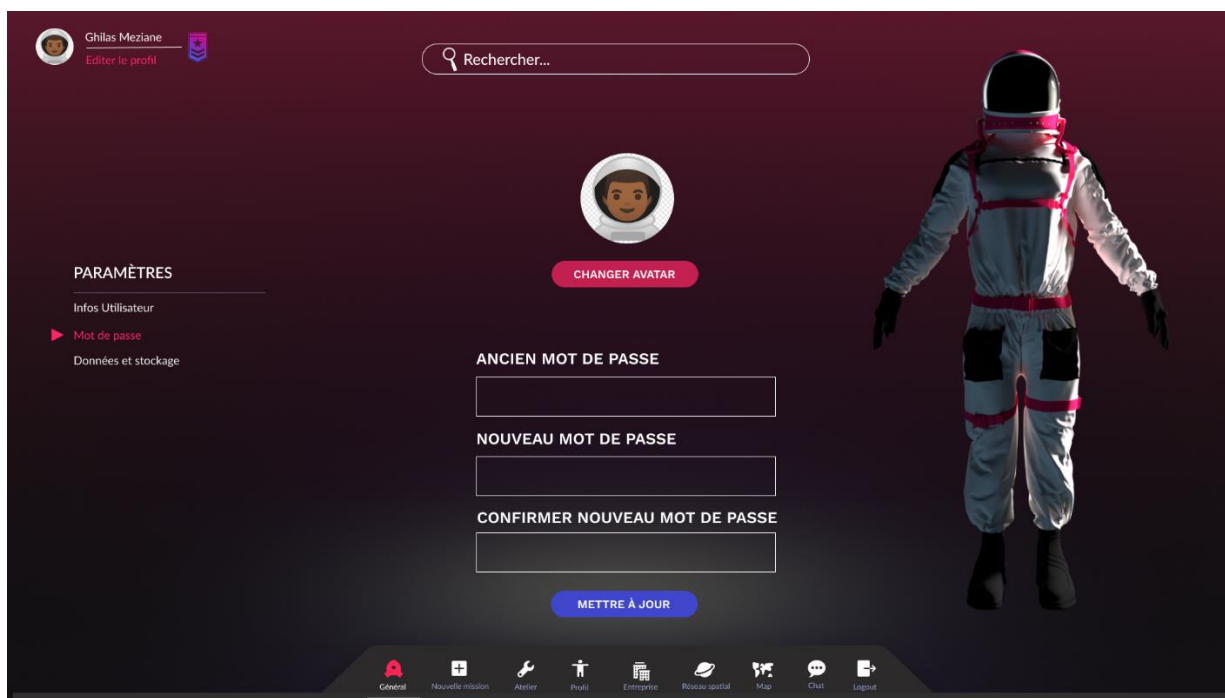 Ghilas Meziane
Editer le profil
Rechercher...
CHANGER AVATAR
PARAMÈTRES
Infos Utilisateur
Mot de passe
Données et stockage
ANCIEN MOT DE PASSE
NOUVEAU MOT DE PASSE
CONFIRMER NOUVEAU MOT DE PASSE
METTRE À JOUR
Général
Nouvelle mission
Atelier
Profil
Entreprise
Réseau spatial
Map
Chat
Logout